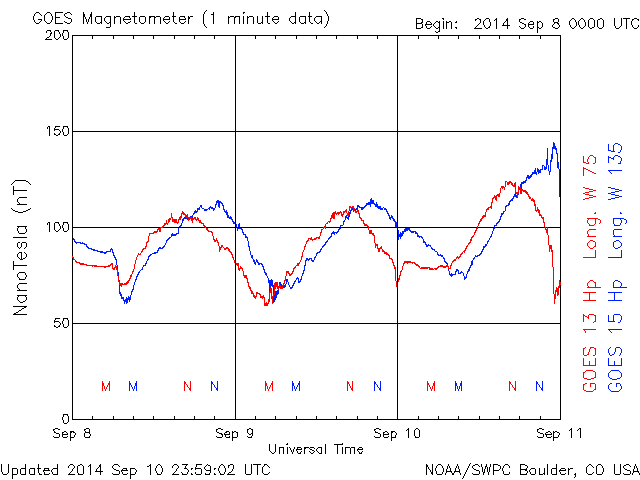 GOES Magnetometer (1 minute data)
Begin: 2014 Sep 8 0000 UTC
200
150
100
50
0
NanoTesla (nT)
M M N N M M N N M M N N
Sep 8 Sep 9 Sep 10 Sep 11
Universal Time
GOES 13 Hp Long. W 75
GOES 15 Hp Long. W 135
Updated 2014 Sep 10 23:59:02 UTC
NOAA/SWPC Boulder, CO USA